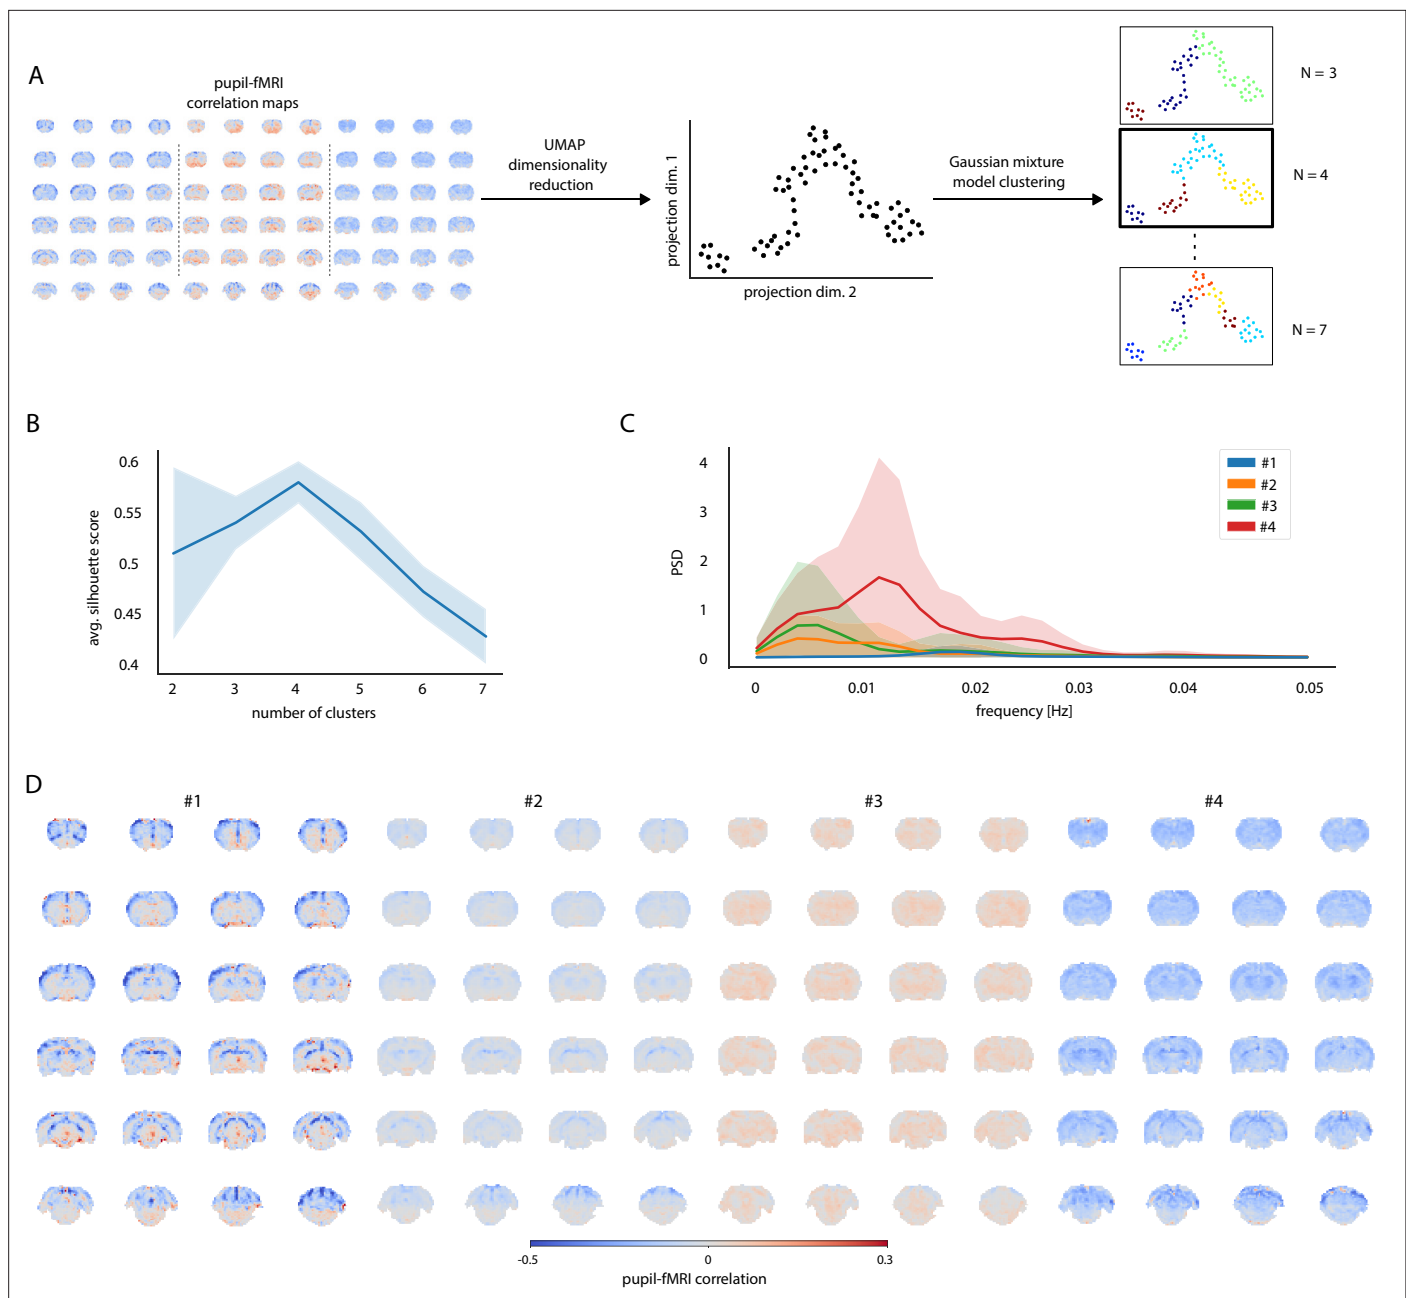 A
pupil-fMRI
correlation maps
UMAP
dimensionality
reduction
projection dim. 1
projection dim. 2
Gaussian mixture
model clustering
N = 3
N = 4
N = 7
B
avg. silhouette score
0.6
0.55
0.5
0.45
0.4
2 3 4 5 6 7
number of clusters
C
PSD
4
3
2
1
0
0 0.01 0.02 0.03 0.04 0.05
frequency [Hz]
#1
#2
#3
#4
D
#1 #2 #3 #4
-0.5 0 0.3
pupil-fMRI correlation